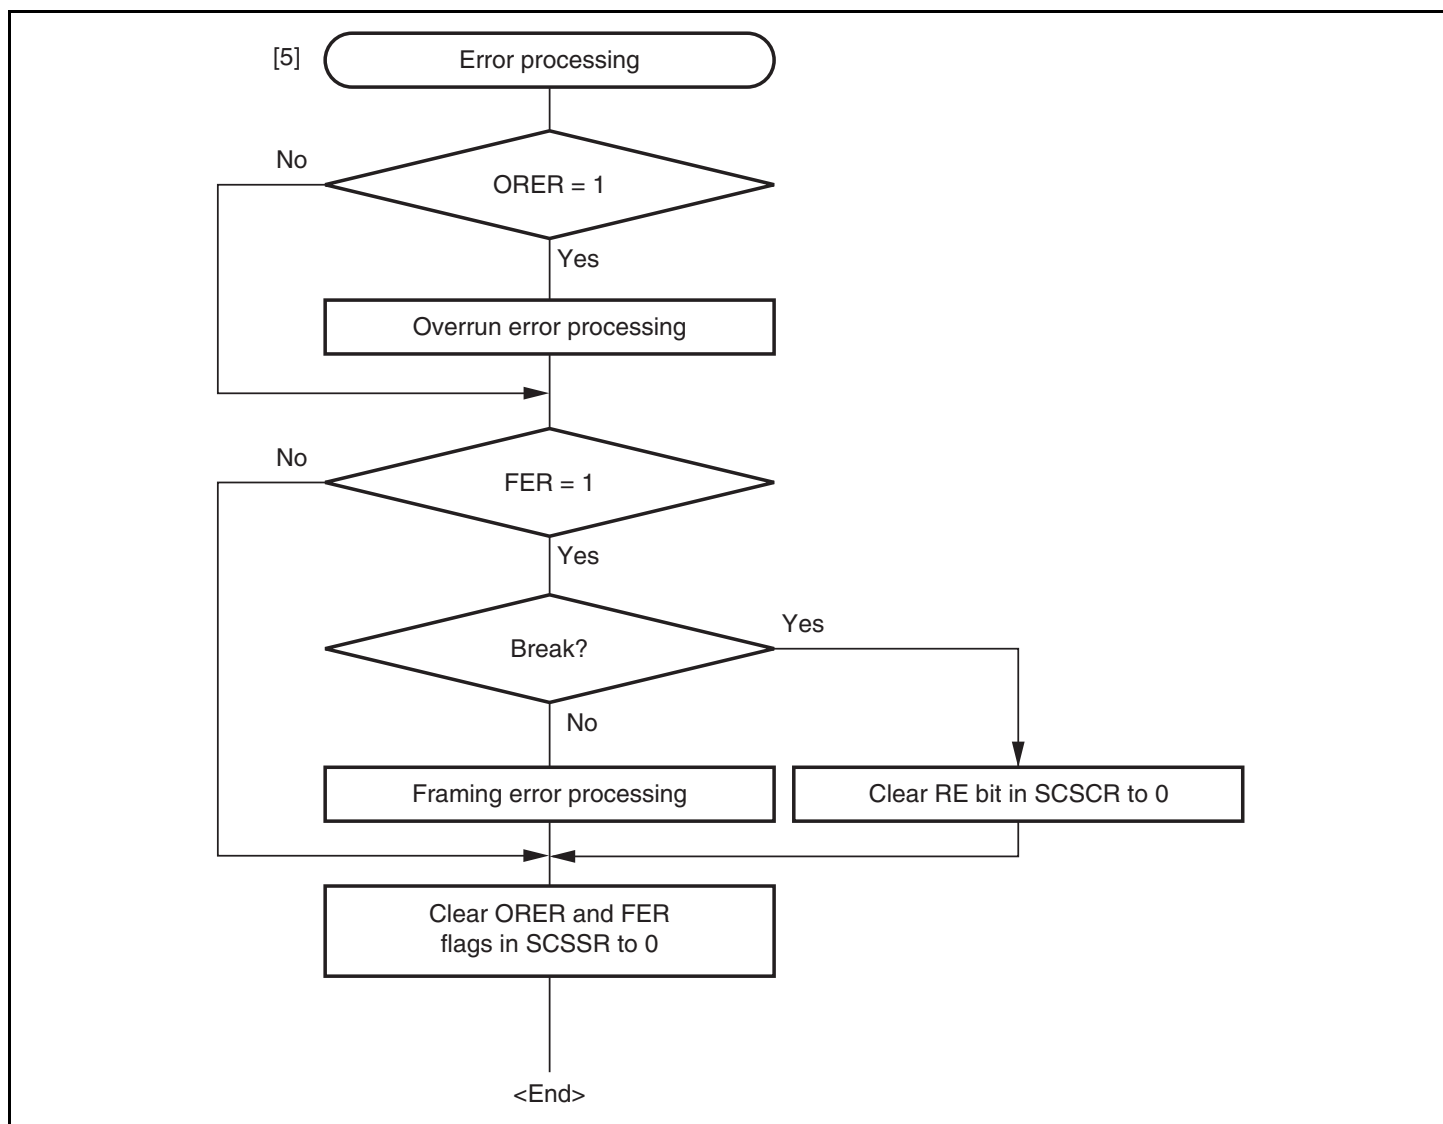 [5]
Error processing
No
ORER = 1
Yes
Overrun error processing
No
FER = 1
Yes
Break?
Yes
No
Framing error processing
Clear RE bit in SCSCR to 0
Clear ORER and FER
flags in SCSSR to 0
<End>